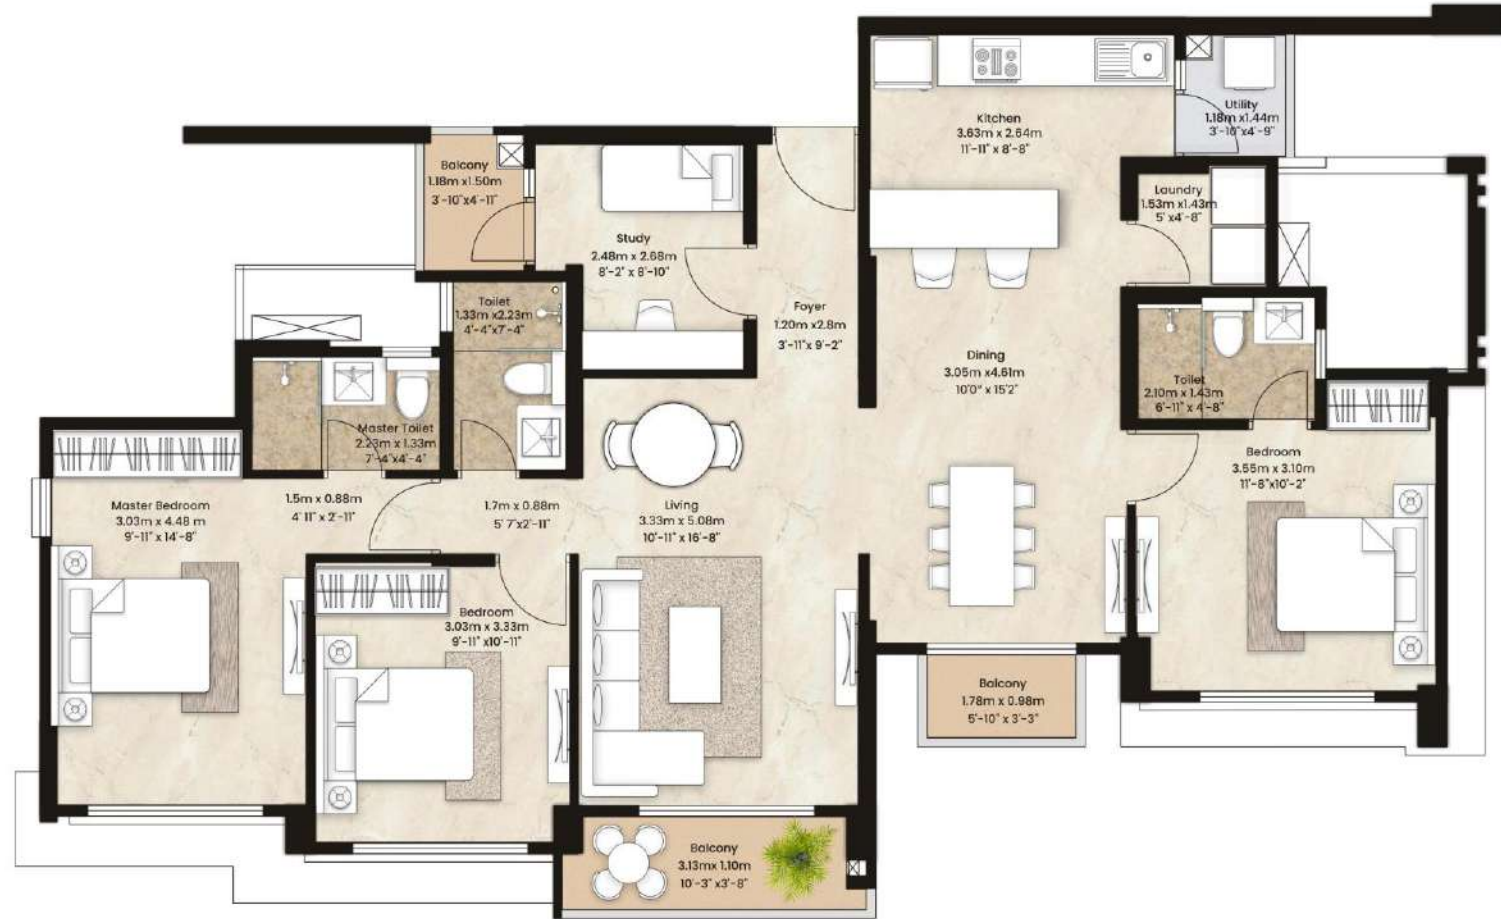 Kitchen
3.63m x 2.64m
11'-11" x 8'-8"
Utility
1.18m x1.44m
3'-10"x4'-9"
Balcony
1.18m x1.50m
3'-10"x4'-11"
Laundry
1.53m x1.43m
5' x4'-8"
Study
2.48m x 2.68m
8'-2" x 8'-10"
Foyer
1.20m x2.8m
3'-11"x 9'-2"
Toilet
1.33m x2.23m
4'-4"x7'-4"
Dining
3.05m x4.61m
10'0" x 15'2"
Toilet
2.10m x 1.43m
6'-11" x 4'-8"
Master Toilet
2.23m x 1.33m
7'-4"x4'-4"
Bedroom
3.55m x 3.10m
11'-8"x10'-2"
Master Bedroom
3.03m x 4.48 m
9'-11" x 14'-8"
1.5m x 0.88m
4' 11" x 2'-11"
1.7m x 0.88m
5' 7"x2'-11"
Living
3.33m x 5.08m
10'-11" x 16'-8"
Bedroom
3.03m x 3.33m
9'-11" x10'-11"
Balcony
1.78m x 0.98m
5'-10" x 3'-3"
Balcony
3.13mx 1.10m
10'-3" x3'-8"